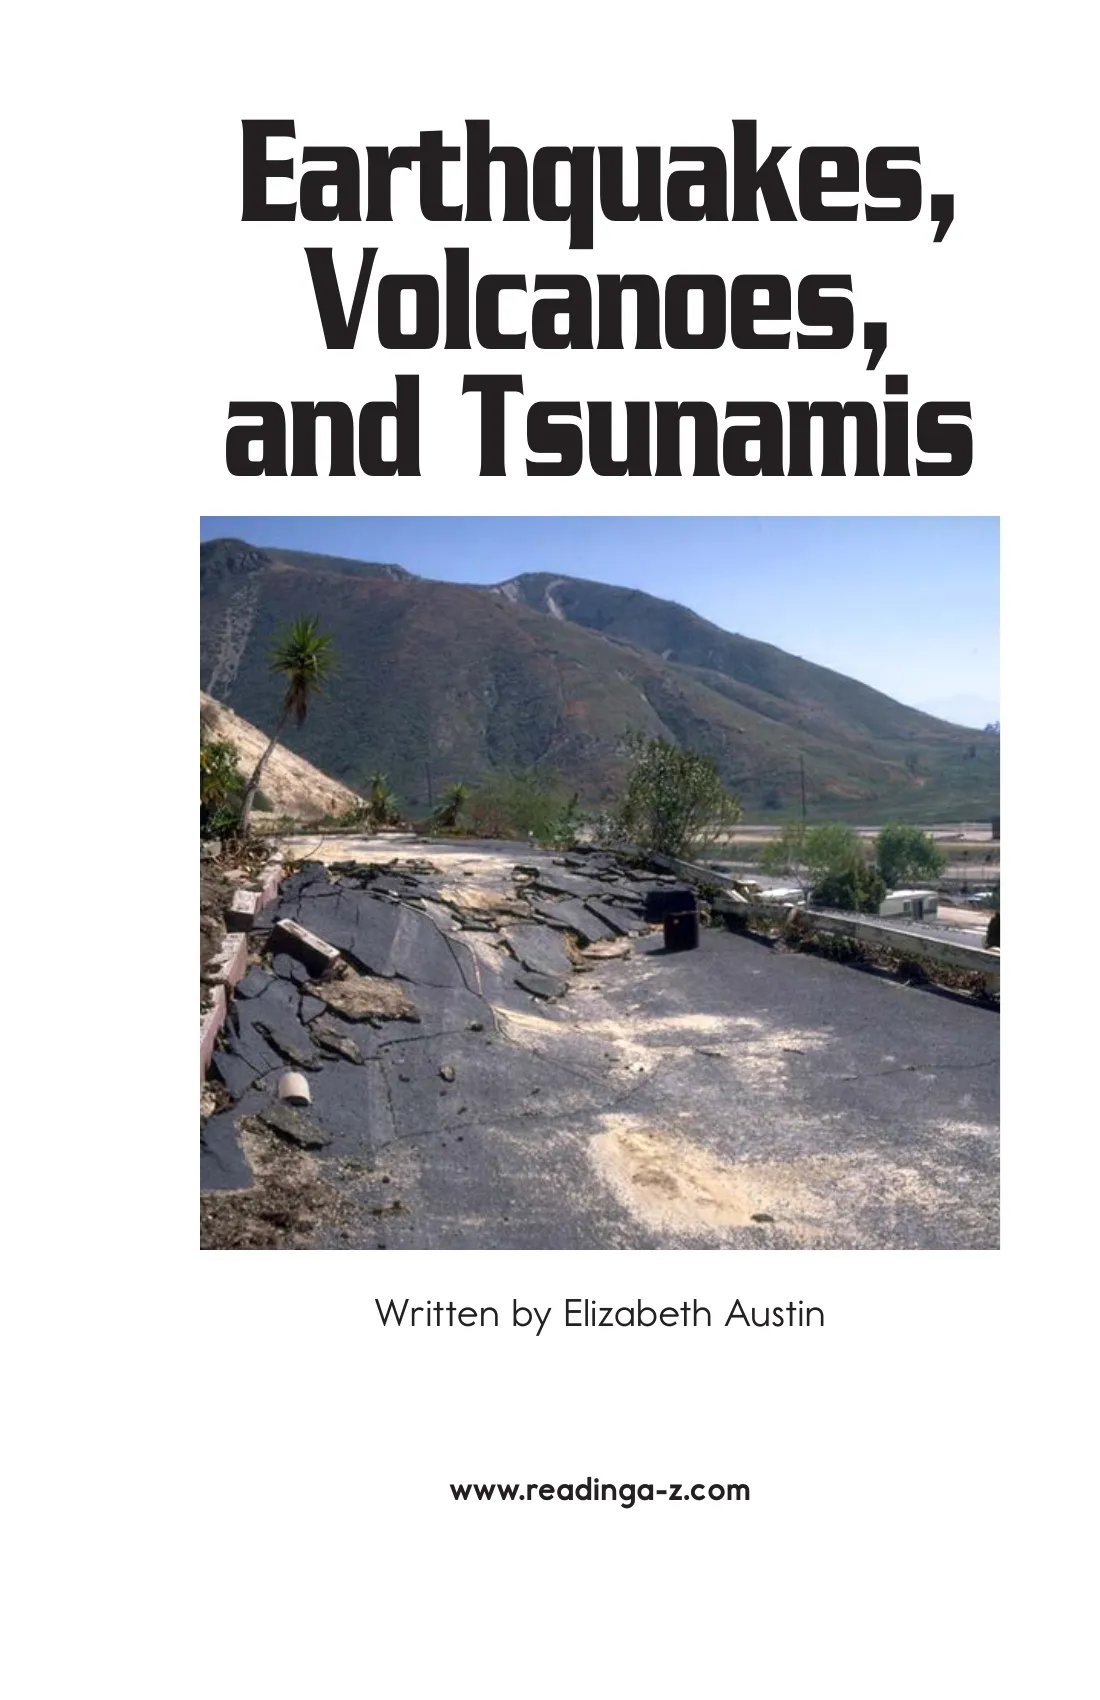 Earthquakes,
Volcanoes,
and Tsunamis
Written by Elizabeth Austin
www.readinga-z.com